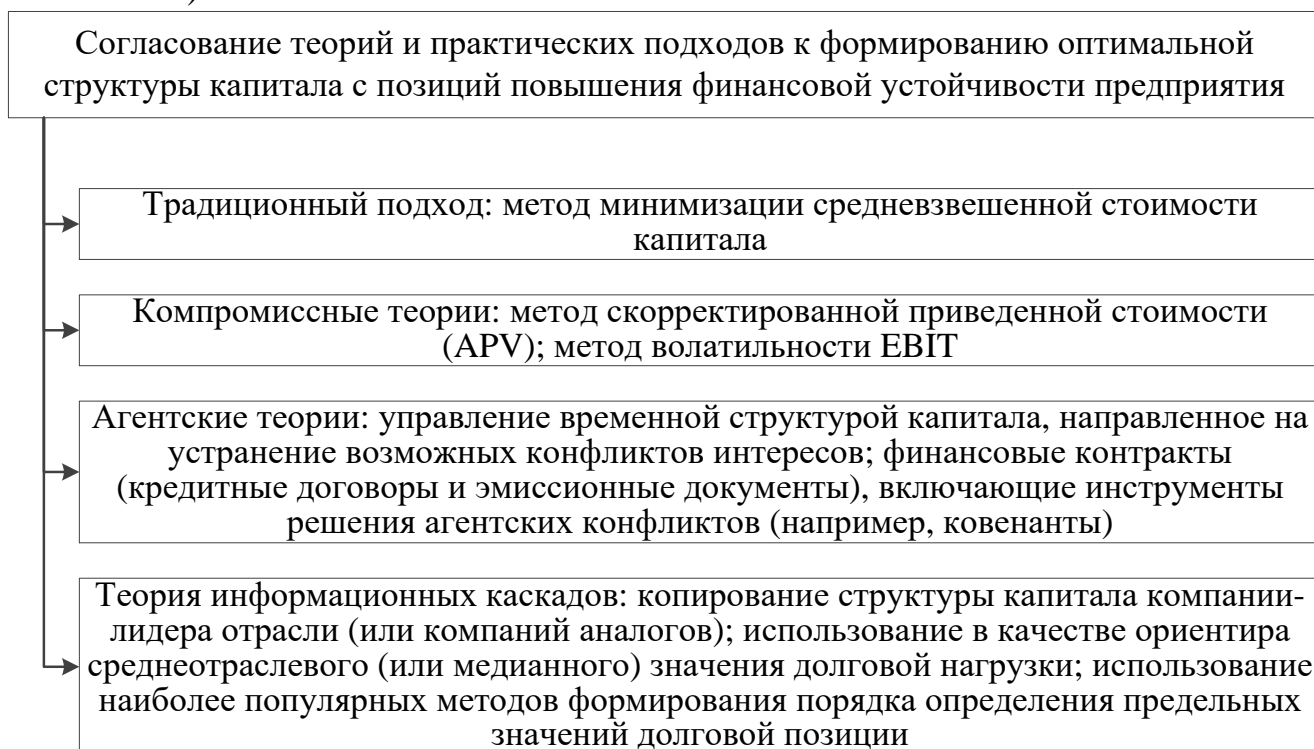 Согласование теорий и практических подходов к формированию оптимальной
структуры капитала с позиций повышения финансовой устойчивости предприятия
Традиционный подход: метод минимизации средневзвешенной стоимости
капитала
Компромиссные теории: метод скорректированной приведенной стоимости
(APV); метод волатильности EBIT
Агентские теории: управление временной структурой капитала, направленное на
устранение возможных конфликтов интересов; финансовые контракты
(кредитные договоры и эмиссионные документы), включающие инструменты
решения агентских конфликтов (например, ковенанты)
Теория информационных каскадов: копирование структуры капитала компании-
лидера отрасли (или компаний аналогов); использование в качестве ориентира
среднеотраслевого (или медианного) значения долговой нагрузки; использование
наиболее популярных методов формирования порядка определения предельных
значений долговой позиции